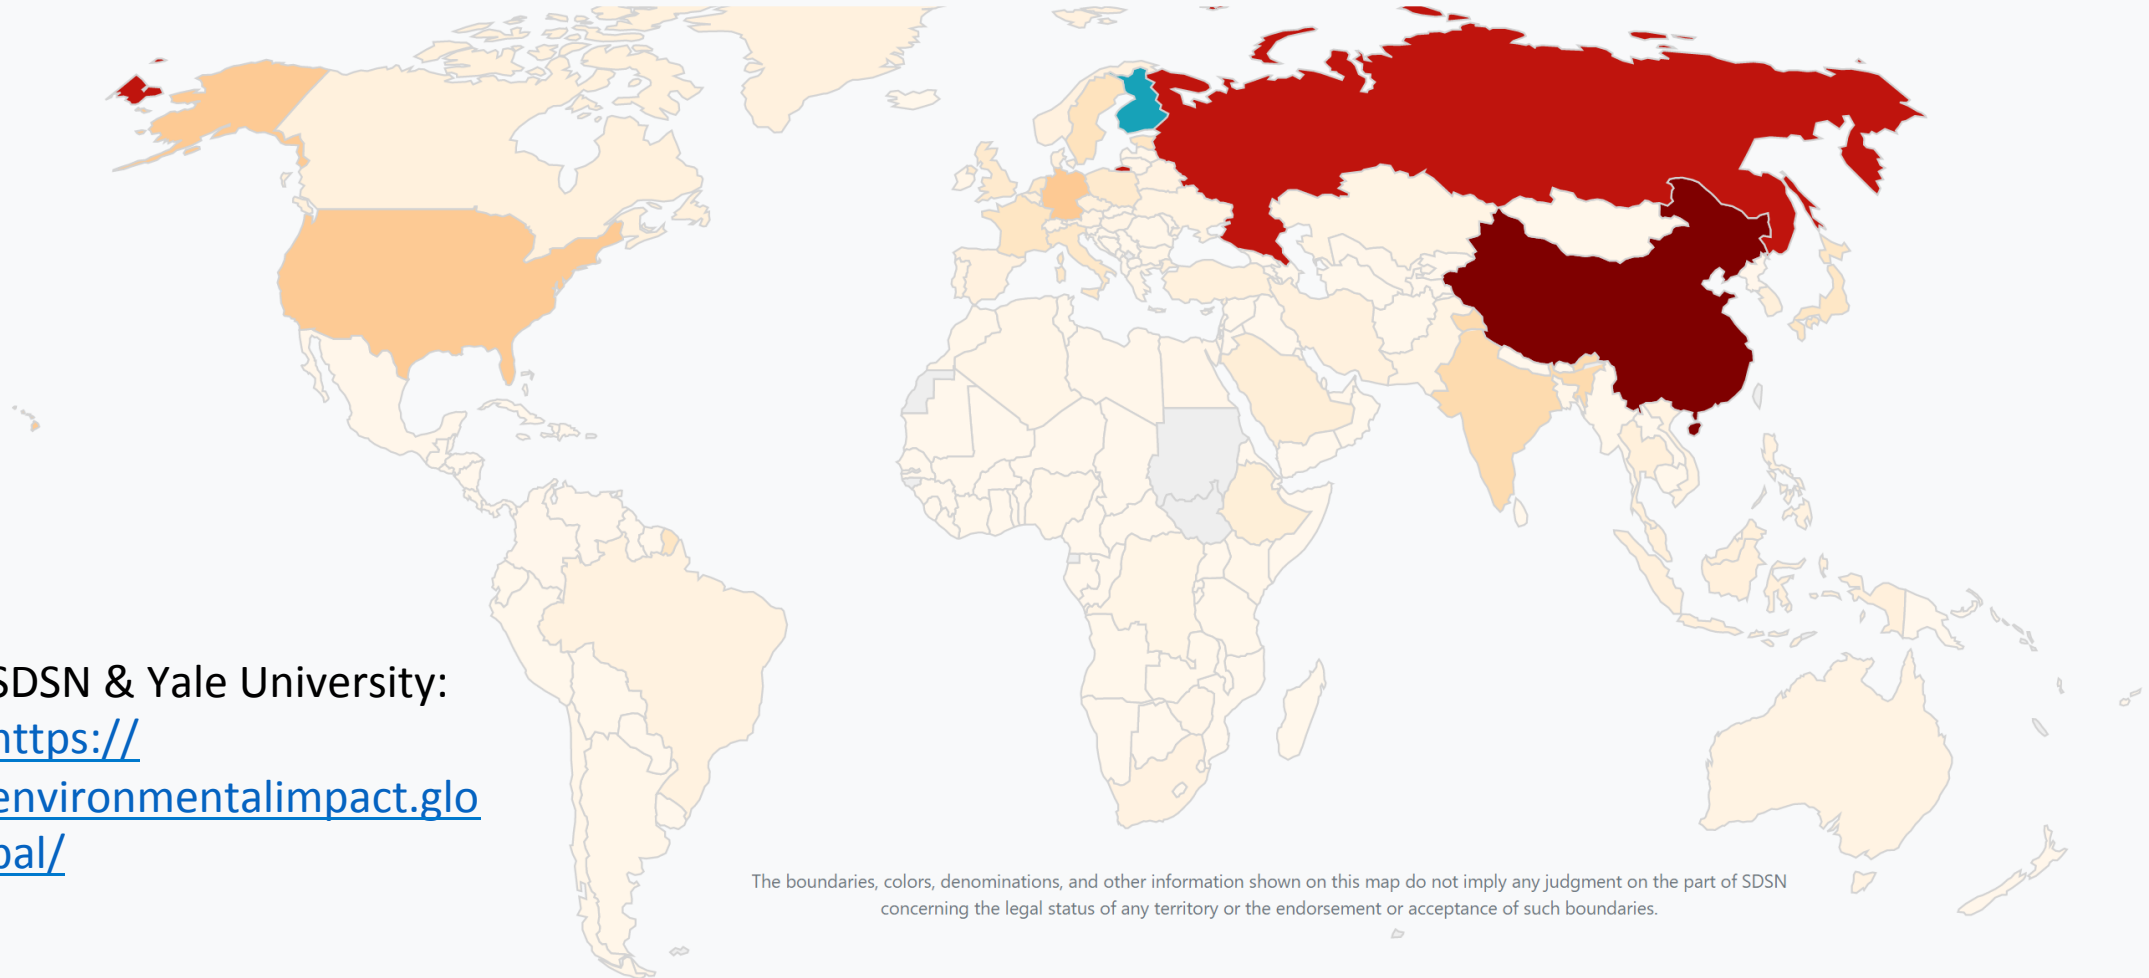 SDSN & Yale University:
https://
environmentalimpact.glo
bal/
The boundaries, colors, denominations, and other information shown on this map do not imply any judgment on the part of SDSN
concerning the legal status of any territory or the endorsement or acceptance of such boundaries.